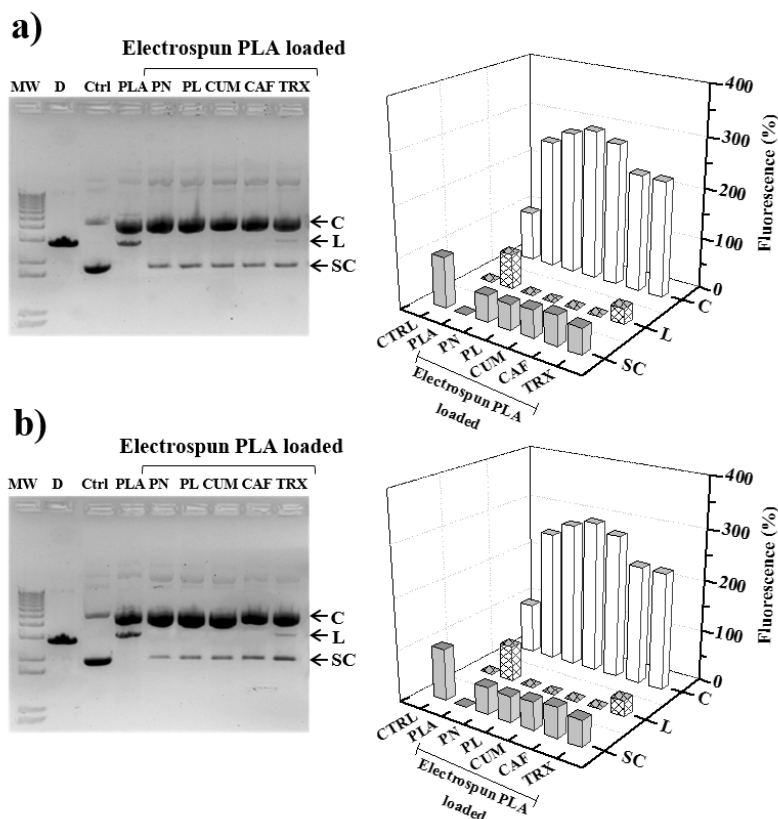 a)
Electrospun PLA loaded
MW D Ctrl PLA PN PL CUM CAF TRX
C
L
SC
400
300
200
100
0
Fluorescence (%)
C
L
SC
CTRL
PLA
PN
PL
CUM
CAF
TRX
Electrospun PLA
loaded
b)
Electrospun PLA loaded
MW D Ctrl PLA PN PL CUM CAF TRX
C
L
SC
400
300
200
100
0
Fluorescence (%)
C
L
SC
CTRL
PLA
PN
PL
CUM
CAF
TRX
Electrospun PLA
loaded